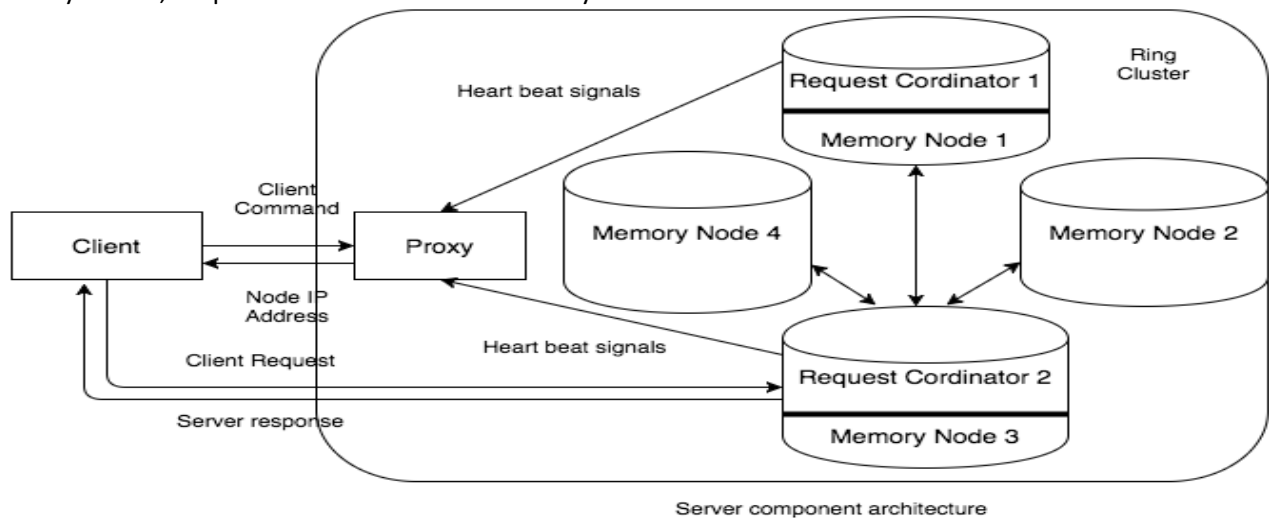 Request Cordinator 1
Memory Node 1
Ring
Cluster
Heart beat signals
Client
Command
Memory Node 4
Memory Node 2
Client
Proxy
Node IP
Address
Heart beat signals
Client Request
Request Cordinator 2
Server response
Memory Node 3
Server component architecture